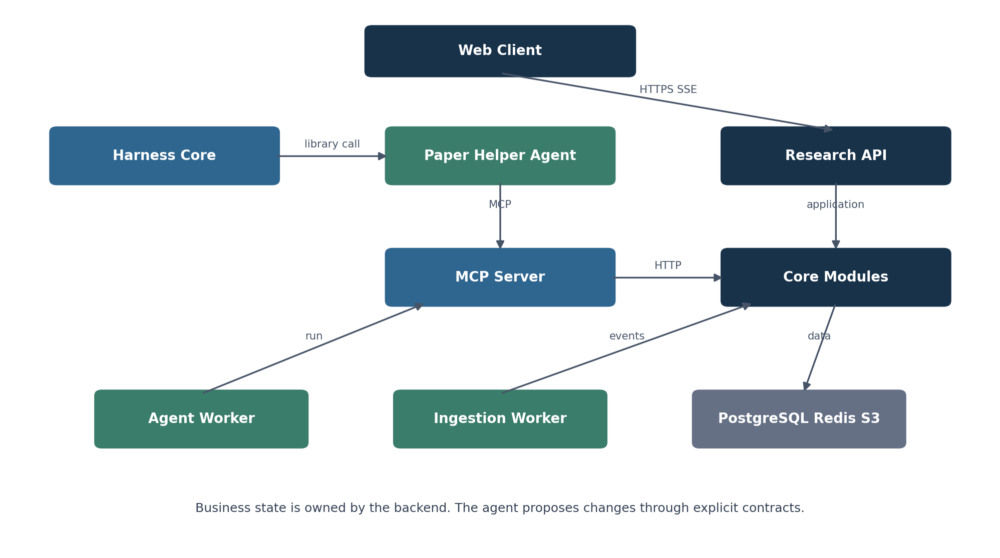 Web Client
HTTPS SSE
Harness Core
library call
Paper Helper Agent
Research API
MCP
application
MCP Server
HTTP
Core Modules
run
events
data
Agent Worker
Ingestion Worker
PostgreSQL Redis S3
Business state is owned by the backend. The agent proposes changes through explicit contracts.